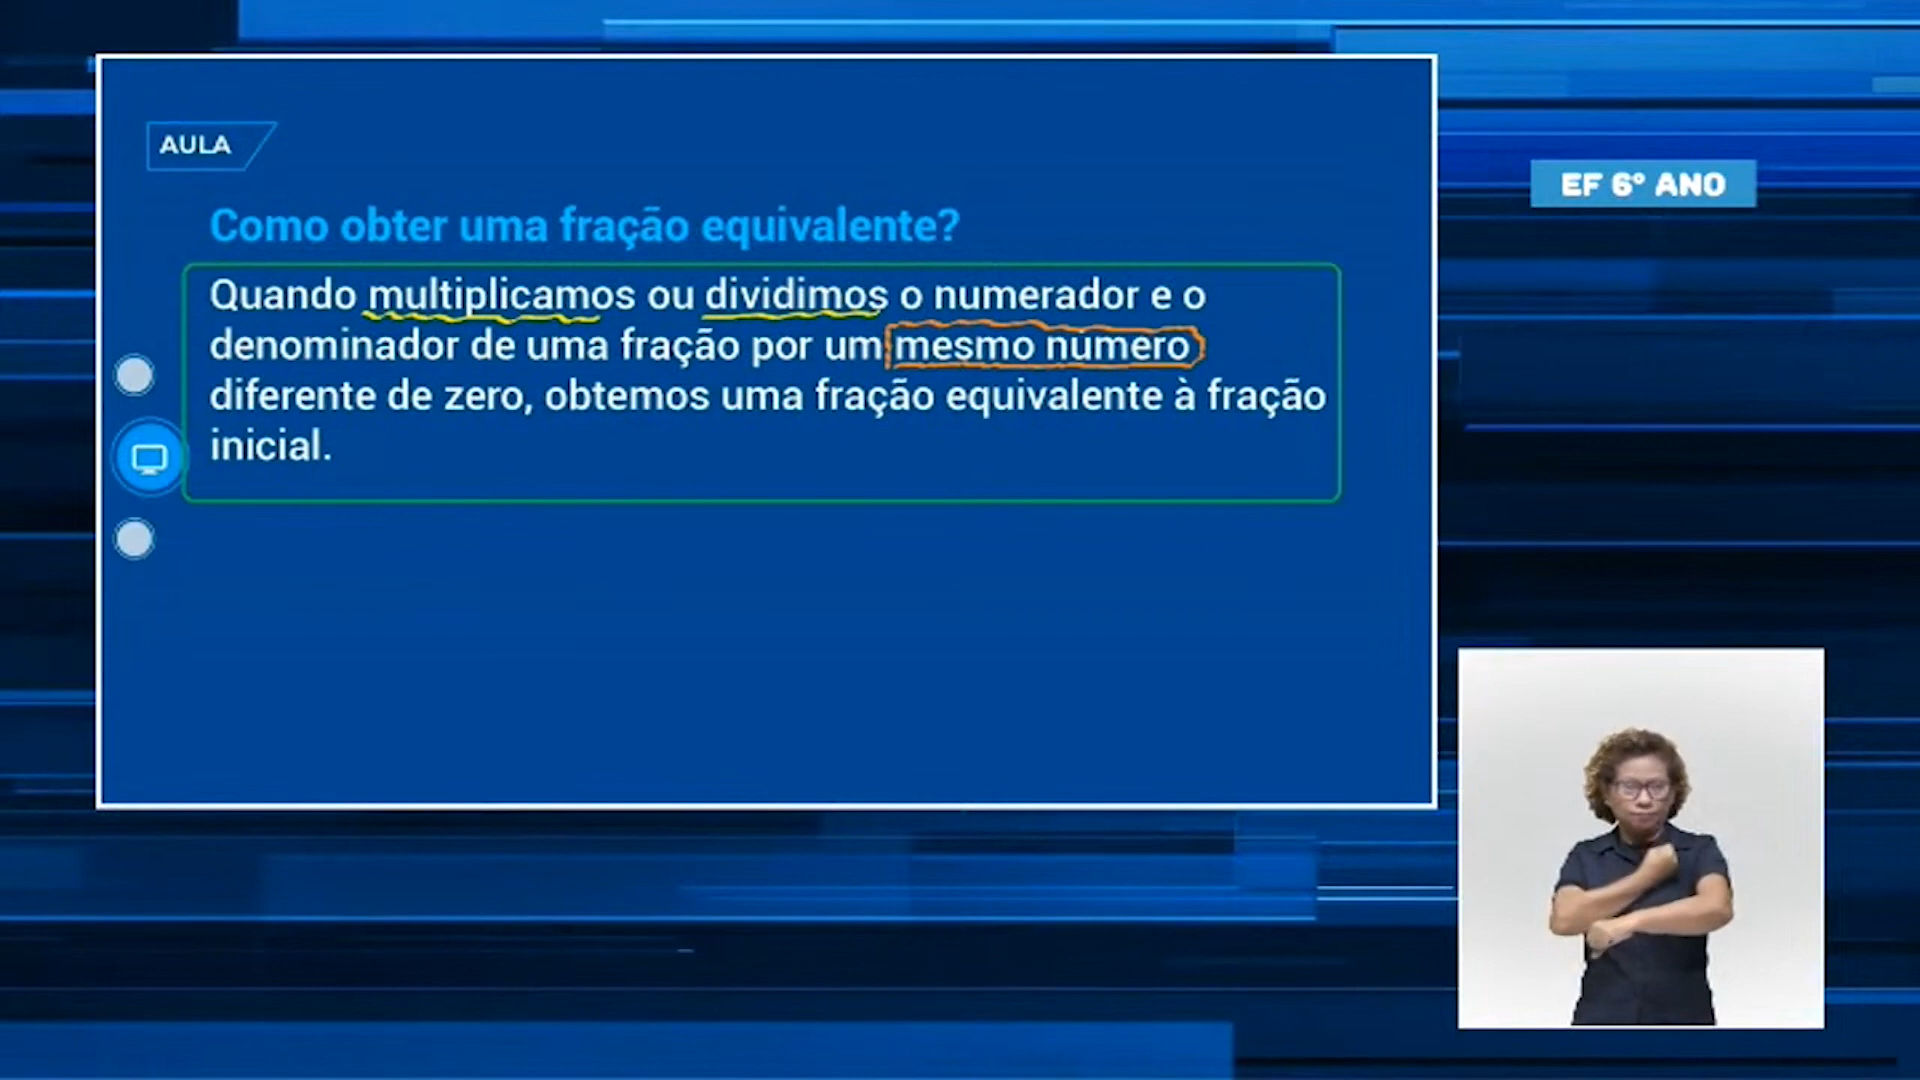 AULA
EF 6º ANO
Como obter uma fração equivalente?
Quando multiplicamos ou dividimos o numerador e o
denominador de uma fração por um mesmo número
diferente de zero, obtemos uma fração equivalente à fração
inicial.